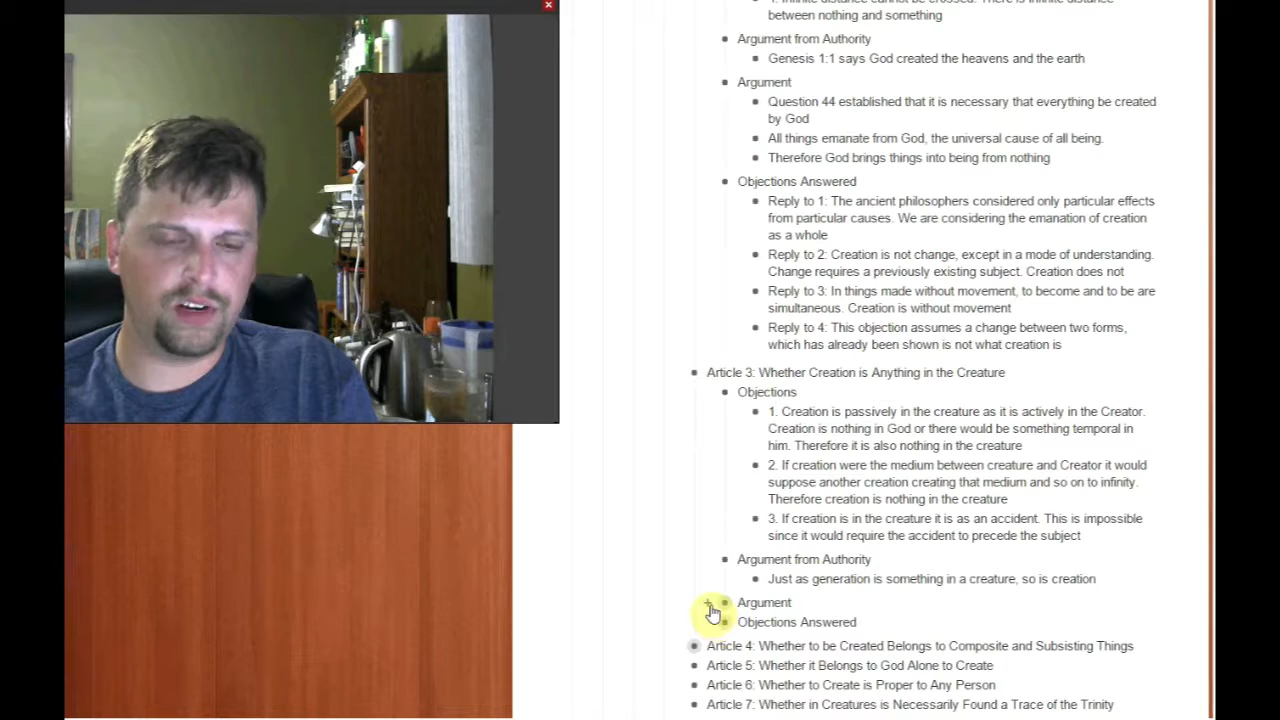 1. Infinite distance cannot be crossed. There is infinite distance
between nothing and something
Argument from Authority
Genesis 1:1 says God created the heavens and the earth
Argument
Question 44 established that it is necessary that everything be created
by God
All things emanate from God, the universal cause of all being.
Therefore God brings things into being from nothing
Objections Answered
Reply to 1: The ancient philosophers considered only particular effects
from particular causes. We are considering the emanation of creation
as a whole
Reply to 2: Creation is not change, except in a mode of understanding.
Change requires a previously existing subject. Creation does not
Reply to 3: In things made without movement, to become and to be are
simultaneous. Creation is without movement
Reply to 4: This objection assumes a change between two forms,
which has already been shown is not what creation is
Article 3: Whether Creation is Anything in the Creature
Objections
1. Creation is passively in the creature as it is actively in the Creator.
Creation is nothing in God or there would be something temporal in
him. Therefore it is also nothing in the creature
2. If creation were the medium between creature and Creator it would
suppose another creation creating that medium and so on to infinity.
Therefore creation is nothing in the creature
3. If creation is in the creature it is as an accident. This is impossible
since it would require the accident to precede the subject
Argument from Authority
Just as generation is something in a creature, so is creation
Argument
Objections Answered
Article 4: Whether to be Created Belongs to Composite and Subsisting Things
Article 5: Whether it Belongs to God Alone to Create
Article 6: Whether to Create is Proper to Any Person
Article 7: Whether in Creatures is Necessarily Found a Trace of the Trinity